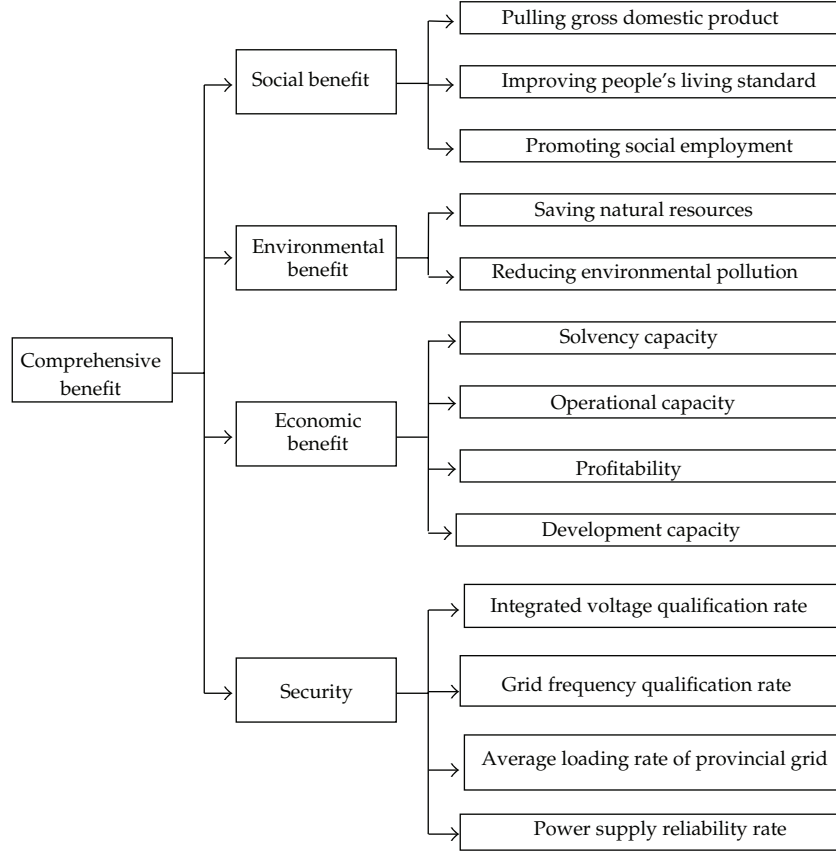 Pulling gross domestic product
Social benefit
Improving people's living standard
Promoting social employment
Saving natural resources
Environmental
benefit
Reducing environmental pollution
Solvency capacity
Comprehensive
benefit
Operational capacity
Economic
benefit
Profitability
Development capacity
Integrated voltage qualification rate
Security
Grid frequency qualification rate
Average loading rate of provincial grid
Power supply reliability rate